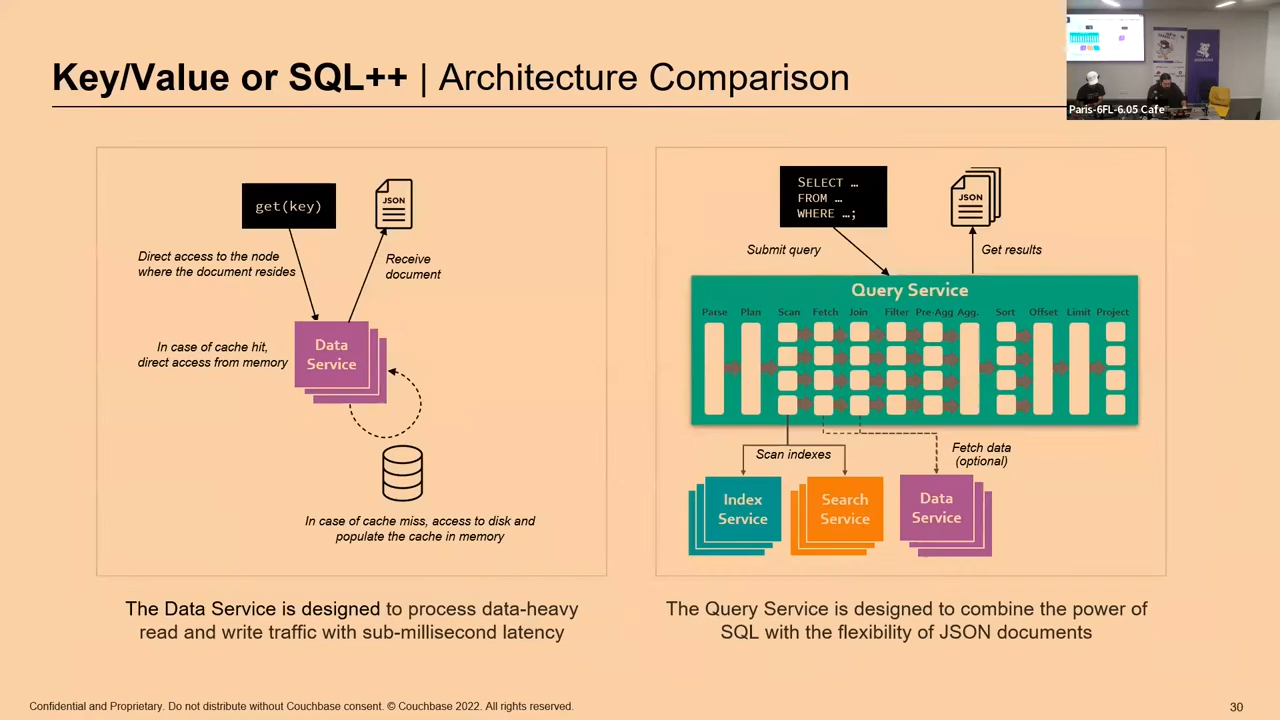 Key/Value or SQL++ | Architecture Comparison
Paris-6FL-6.05 Cafe
get(key)
JSON
Direct access to the node
where the document resides
Receive
document
In case of cache hit,
direct access from memory
Data
Service
In case of cache miss, access to disk and
populate the cache in memory
The Data Service is designed to process data-heavy
read and write traffic with sub-millisecond latency
SELECT …
FROM …
WHERE …;
JSON
Submit query
Get results
Query Service
Parse Plan Scan Fetch Join Filter Pre-Agg Agg. Sort Offset Limit Project
Scan indexes
Fetch data
(optional)
Index
Service
Search
Service
Data
Service
The Query Service is designed to combine the power of
SQL with the flexibility of JSON documents
Confidential and Proprietary. Do not distribute without Couchbase consent. © Couchbase 2022. All rights reserved.
30